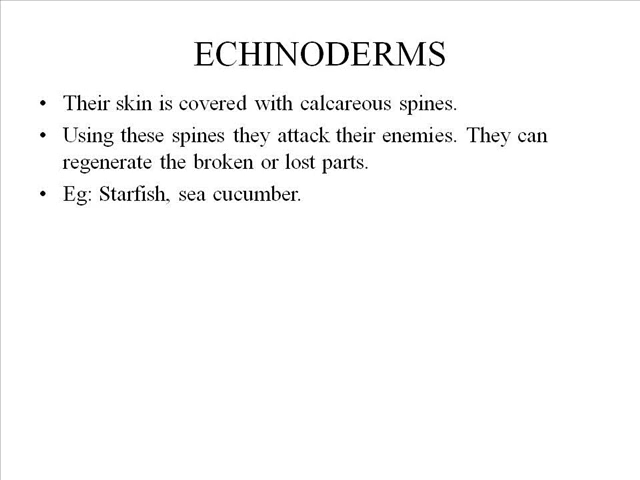 ECHINODERMS
• Their skin is covered with calcareous spines.
• Using these spines they attack their enemies. They can
regenerate the broken or lost parts.
• Eg: Starfish, sea cucumber.